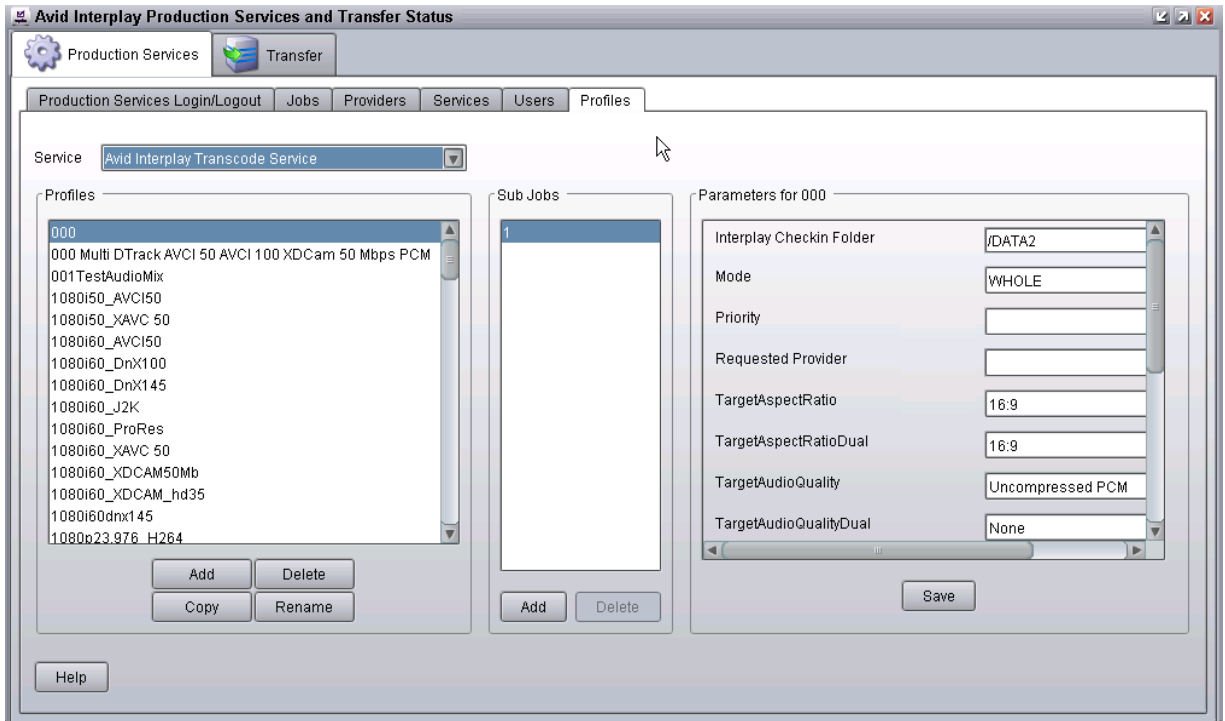 Avid Interplay Production Services and Transfer Status
Production Services Transfer
Production Services Login/Logout Jobs Providers Services Users Profiles
Service Avid Interplay Transcode Service
Profiles
000
000 Multi DTrack AVCI 50 AVCI 100 XDCam 50 Mbps PCM
001TestAudioMix
1080i50_AVCI50
1080i50_XAVC 50
1080i60_AVCI50
1080i60_DnX100
1080i60_DnX145
1080i60_J2K
1080i60_ProRes
1080i60_XAVC 50
1080i60_XDCAM50Mb
1080i60_XDCAM_hd35
1080i60dnx145
1080p23.976_H264
Add Delete
Copy Rename
Sub Jobs
1
Add Delete
Parameters for 000
Interplay Checkin Folder /DATA2
Mode WHOLE
Priority
Requested Provider
TargetAspectRatio 16:9
TargetAspectRatioDual 16:9
TargetAudioQuality Uncompressed PCM
TargetAudioQualityDual None
Save
Help